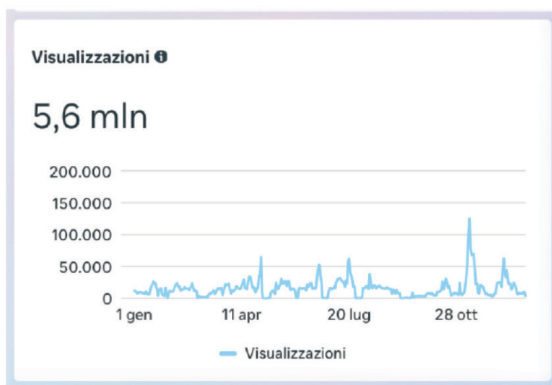 Visualizzazioni
5,6 mln
200.000
150.000
100.000
50.000
0
1 gen 11 apr 20 lug 28 ott
Visualizzazioni